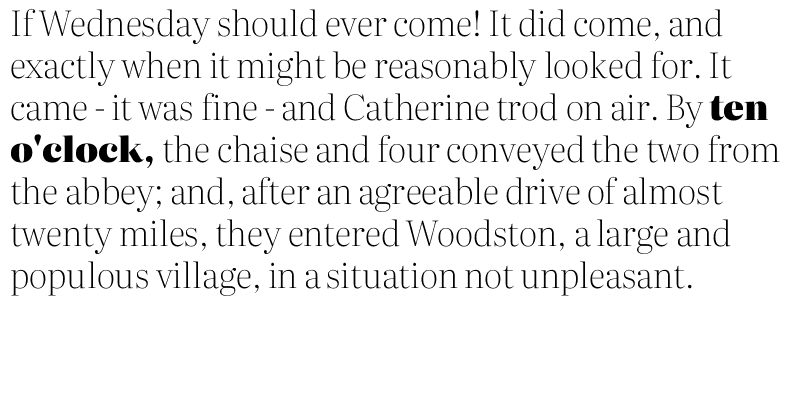 If Wednesday should ever come! It did come, and
exactly when it might be reasonably looked for. It
came - it was fine - and Catherine trod on air. By ten
o'clock, the chaise and four conveyed the two from
the abbey; and, after an agreeable drive of almost
twenty miles, they entered Woodston, a large and
populous village, in a situation not unpleasant.